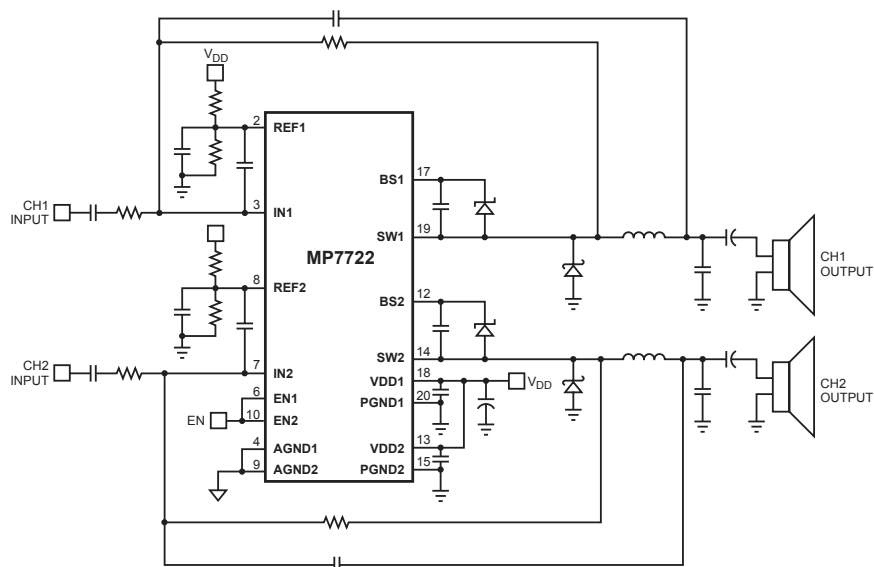 V_DD
2 REF1
BS1 17
CH1
INPUT
3 IN1
SW1 19
MP7722
CH1
OUTPUT
8 REF2
BS2 12
SW2 14
CH2
INPUT
7 IN2
VDD1 18
V_DD
CH2
OUTPUT
6 EN1
PGND1 20
EN
10 EN2
4 AGND1
VDD2 13
9 AGND2
PGND2 15